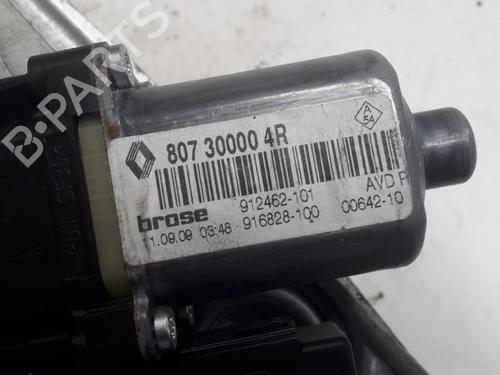 B-PARTS
A
54
807 30000 4R
brose
912462-101
AVD P
11.09.09 03:48
916828-100
00642-10